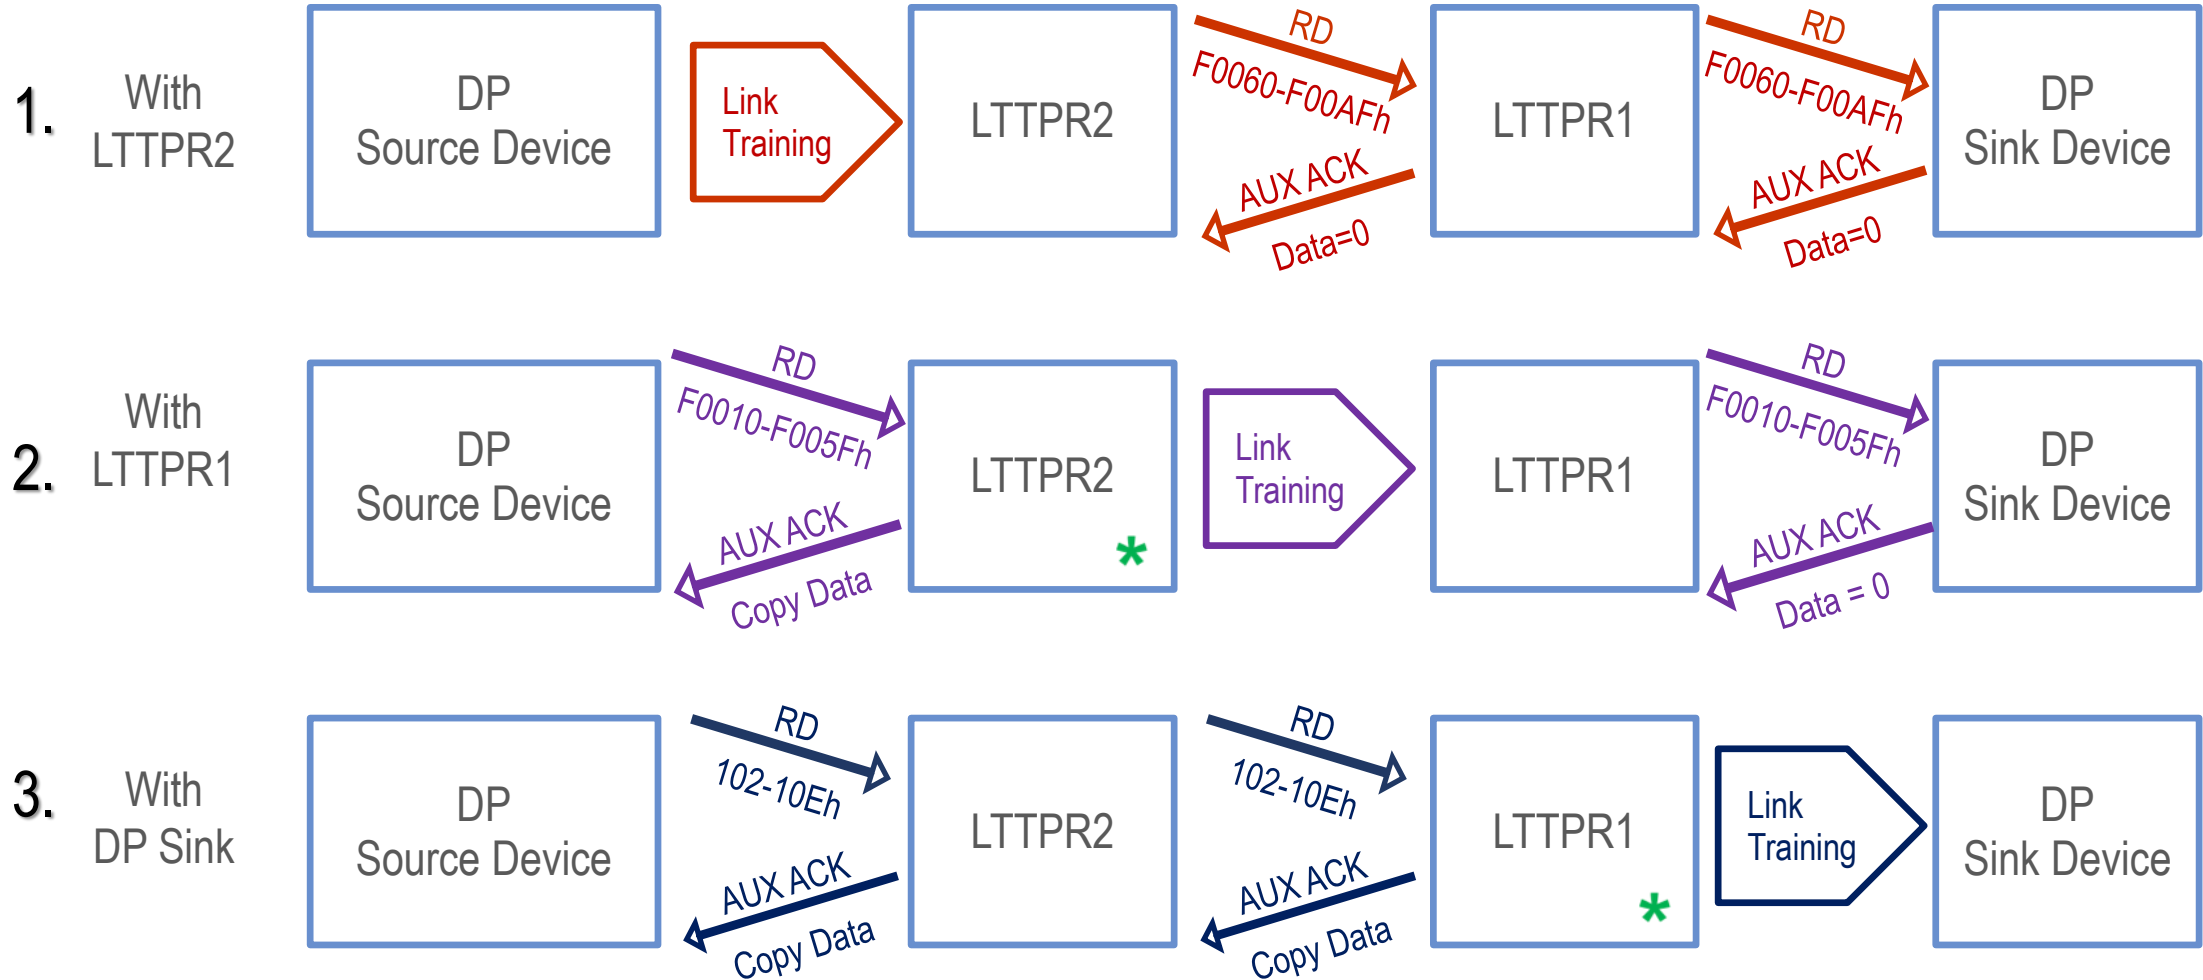 1.
With
LTTPR2
DP
Source Device
Link
Training
LTTPR2
RD
F0060-F00AFh
AUX ACK
Data=0
LTTPR1
RD
F0060-F00AFh
AUX ACK
Data=0
DP
Sink Device
2.
With
LTTPR1
DP
Source Device
RD
F0010-F005Fh
AUX ACK
Copy Data
LTTPR2
*
Link
Training
LTTPR1
RD
F0010-F005Fh
AUX ACK
Data = 0
DP
Sink Device
3.
With
DP Sink
DP
Source Device
RD
102-10Eh
AUX ACK
Copy Data
LTTPR2
RD
102-10Eh
AUX ACK
Copy Data
LTTPR1
*
Link
Training
DP
Sink Device